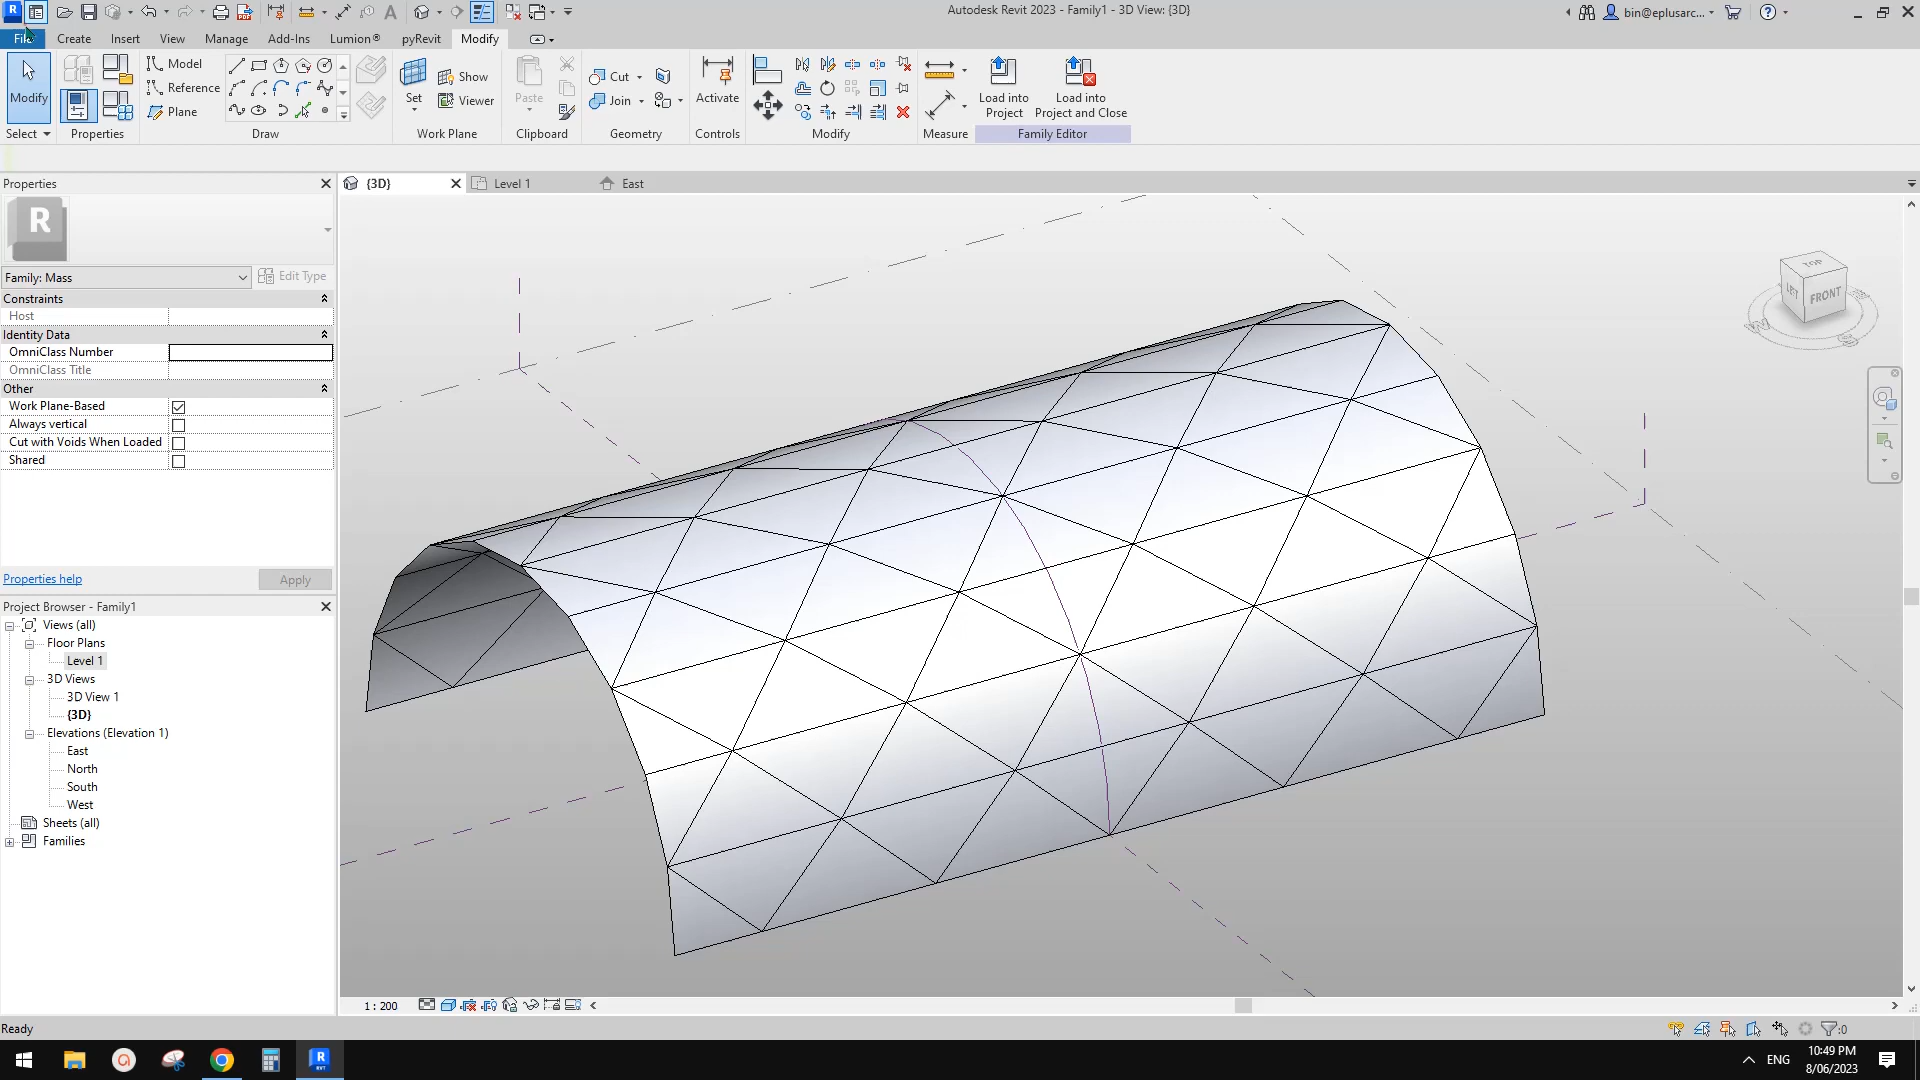 Autodesk Revit 2023 - Family1 - 3D View: {3D}
bin@eplusarc...
File Create Insert View Manage Add-Ins Lumion® pyRevit Modify
Modify
Select
Properties
Model
Reference
Plane
Draw
Set
Show
Viewer
Work Plane
Paste
Clipboard
Cut
Join
Geometry
Activate
Controls
Modify
Measure
Load into
Project
Load into
Project and Close
Family Editor
Properties
{3D}
Level 1
East
R
Family: Mass
Edit Type
Constraints
Host
Identity Data
OmniClass Number
OmniClass Title
Other
Work Plane-Based
Always vertical
Cut with Voids When Loaded
Shared
Properties help
Apply
Project Browser - Family1
Views (all)
Floor Plans
Level 1
3D Views
3D View 1
{3D}
Elevations (Elevation 1)
East
North
South
West
Sheets (all)
Families
TOP
LEFT
FRONT
1 : 200
Ready
:0
ENG
10:49 PM
8/06/2023